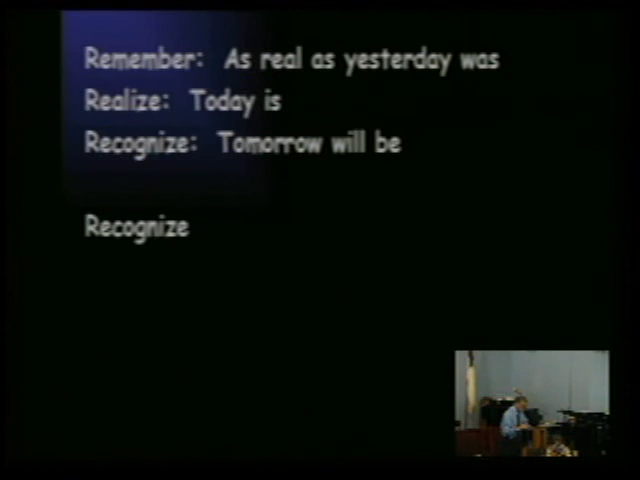 Remember: As real as yesterday was
Realize: Today is
Recognize: Tomorrow will be
Recognize